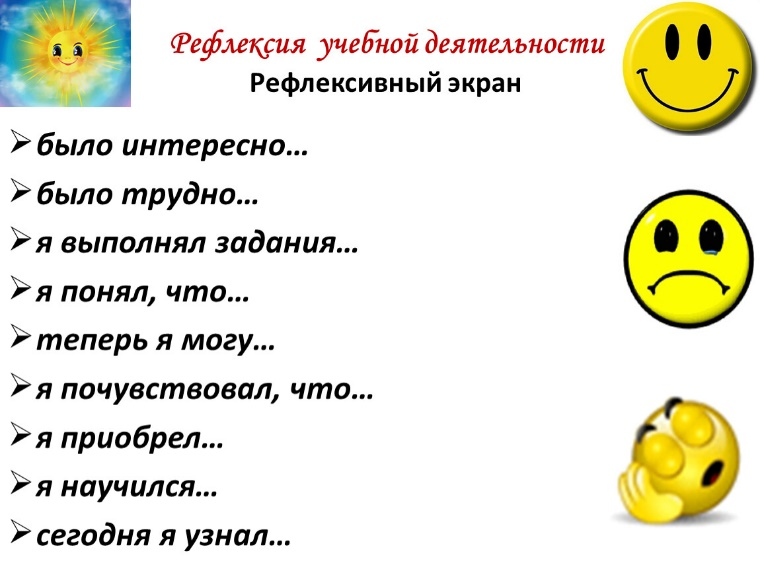 Рефлексия учебной деятельности
Рефлексивный экран
было интересно…
было трудно…
я выполнял задания…
я понял, что…
теперь я могу…
я почувствовал, что…
я приобрел…
я научился…
сегодня я узнал…